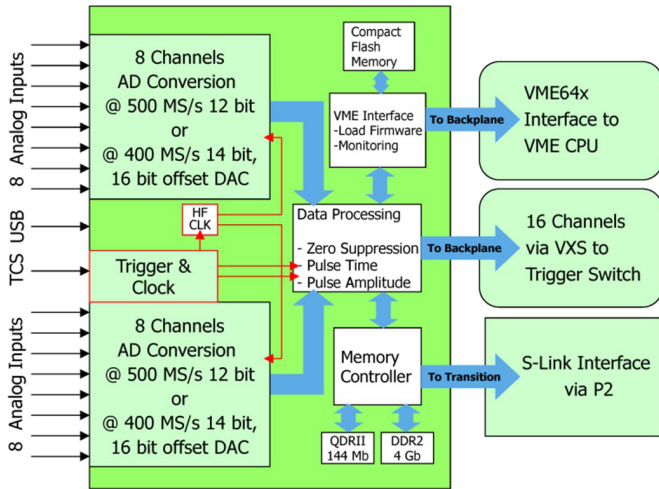 8 Analog Inputs
8 Channels
AD Conversion
@ 500 MS/s 12 bit
or
@ 400 MS/s 14 bit,
16 bit offset DAC
Compact
Flash
Memory
VME Interface
-Load Firmware
-Monitoring
To Backplane
VME64x
Interface to
VME CPU
USB
HF
CLK
TCS
Trigger &
Clock
Data Processing
- Zero Suppression
- Pulse Time
- Pulse Amplitude
To Backplane
16 Channels
via VXS to
Trigger Switch
8 Analog Inputs
8 Channels
AD Conversion
@ 500 MS/s 12 bit
or
@ 400 MS/s 14 bit,
16 bit offset DAC
Memory
Controller
To Transition
S-Link Interface
via P2
QDRII
144 Mb
DDR2
4 Gb